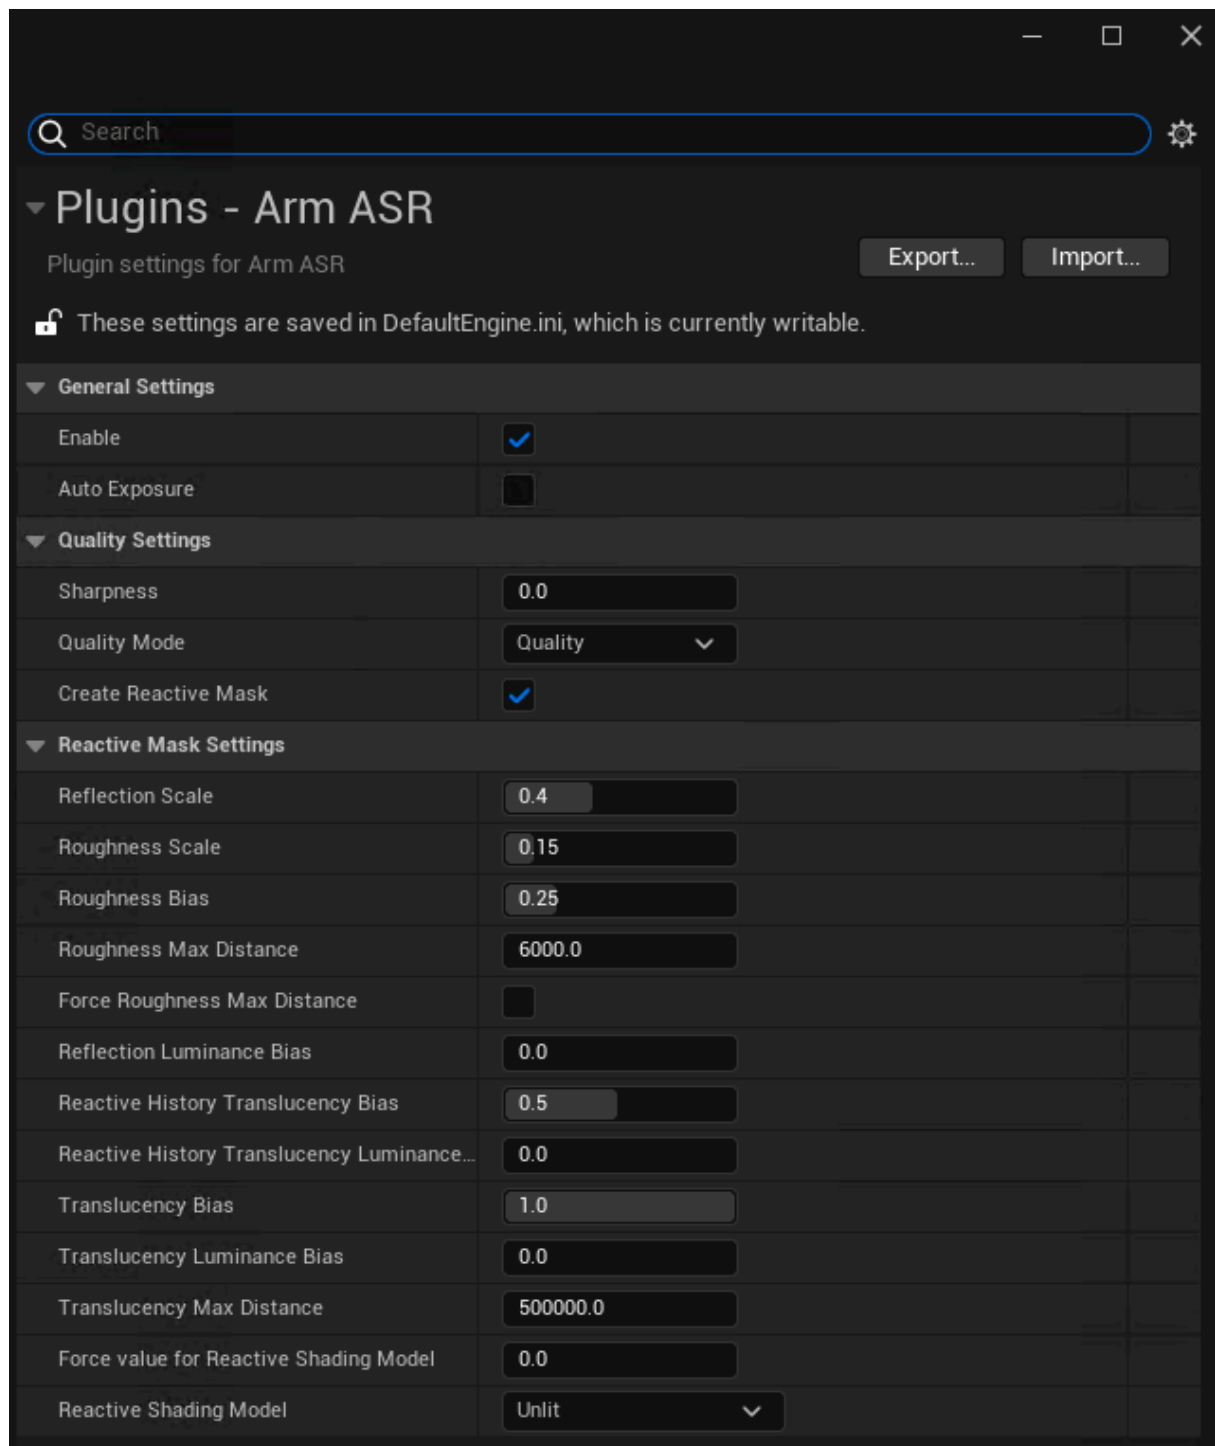 Search
Plugins - Arm ASR
Plugin settings for Arm ASR
Export...
Import...
These settings are saved in DefaultEngine.ini, which is currently writable.
General Settings
Enable
Auto Exposure
Quality Settings
Sharpness 0.0
Quality Mode Quality
Create Reactive Mask
Reactive Mask Settings
Reflection Scale 0.4
Roughness Scale 0.15
Roughness Bias 0.25
Roughness Max Distance 6000.0
Force Roughness Max Distance
Reflection Luminance Bias 0.0
Reactive History Translucency Bias 0.5
Reactive History Translucency Luminance... 0.0
Translucency Bias 1.0
Translucency Luminance Bias 0.0
Translucency Max Distance 500000.0
Force value for Reactive Shading Model 0.0
Reactive Shading Model Unlit